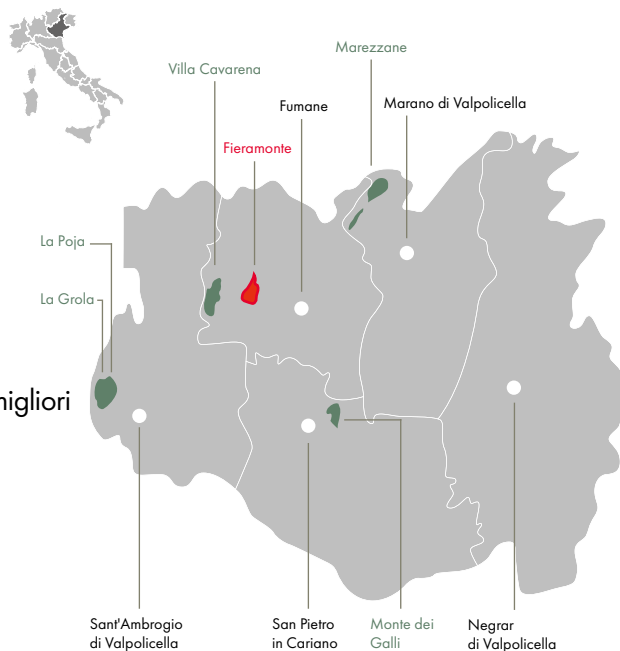 Marezzane
Villa Cavarena
Fumane
Marano di Valpolicella
Fieramonte
La Poja
La Grola
migliori
Sant'Ambrogio
di Valpolicella
San Pietro
in Cariano
Monte dei
Galli
Negrar
di Valpolicella